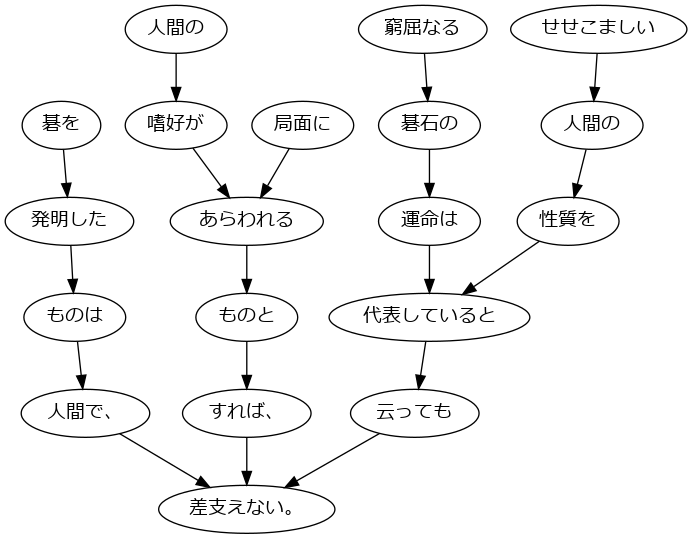 人間の
窮屈なる
せせこましい
碁を
嗜好が
局面に
碁石の
人間の
発明した
あらわれる
運命は
性質を
ものは
ものと
代表していると
人間で、
すれば、
云っても
差支えない。